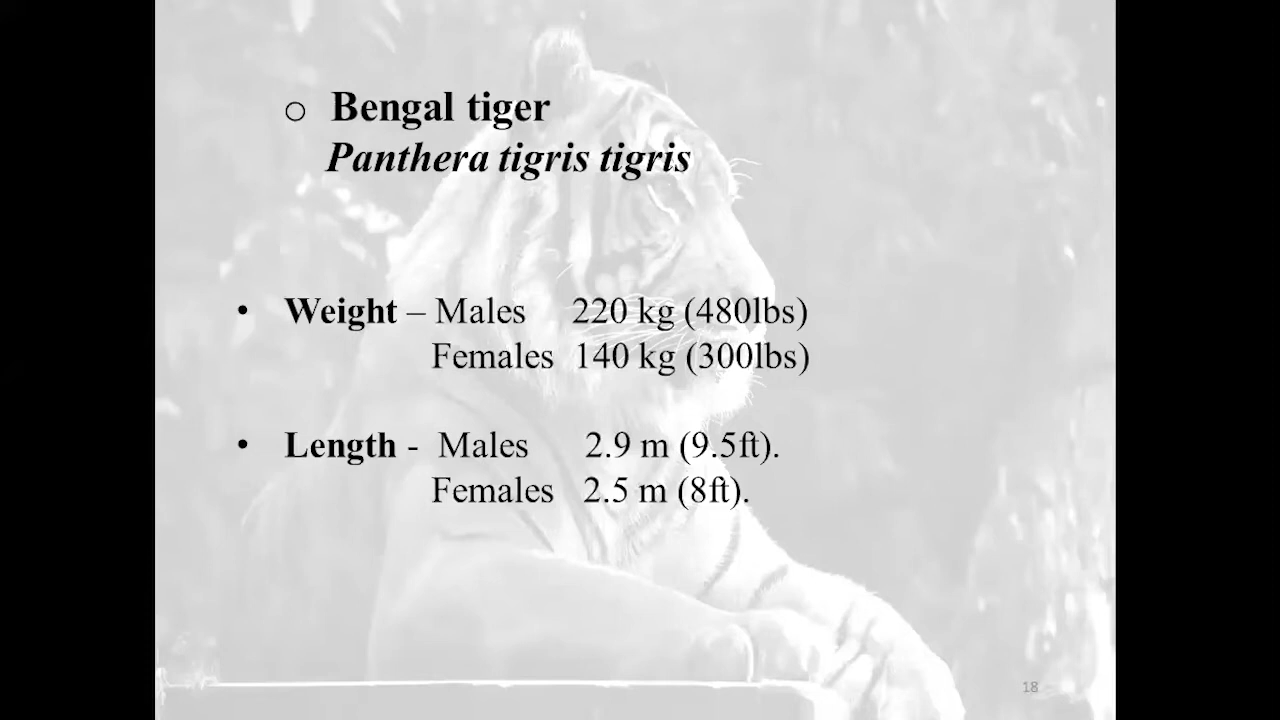 o Bengal tiger
Panthera tigris tigris
• Weight – Males 220 kg (480lbs)
Females 140 kg (300lbs)
• Length - Males 2.9 m (9.5ft).
Females 2.5 m (8ft).
18